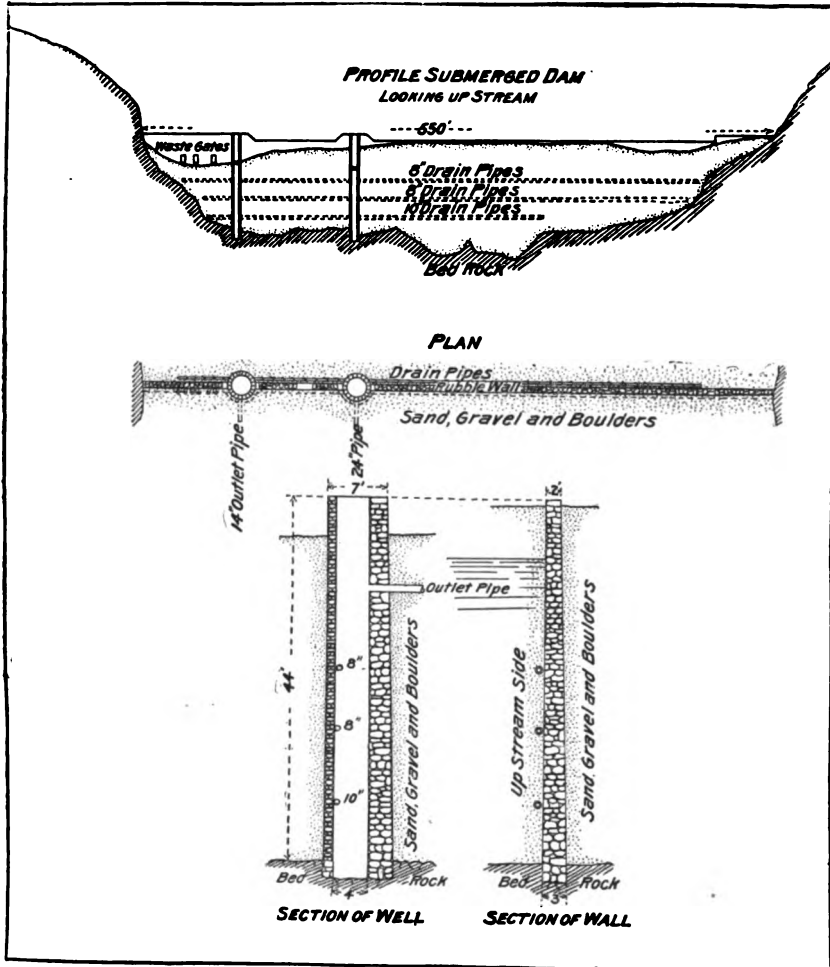 PROFILE SUBMERGED DAM
LOOKING UP STREAM
650'
Waste Gates
8" Drain Pipes
8" Drain Pipes
10" Drain Pipes
Bed Rock
PLAN
Drain Pipes
Rubble Wall
Sand, Gravel and Boulders
14" Outlet Pipe
24" Pipe
7'
2'
Outlet Pipe
44'
8"
8"
10"
Sand, Gravel and Boulders
Up Stream Side
Sand, Gravel and Boulders
Bed Rock
4'
Bed Rock
3'
SECTION OF WELL
SECTION OF WALL